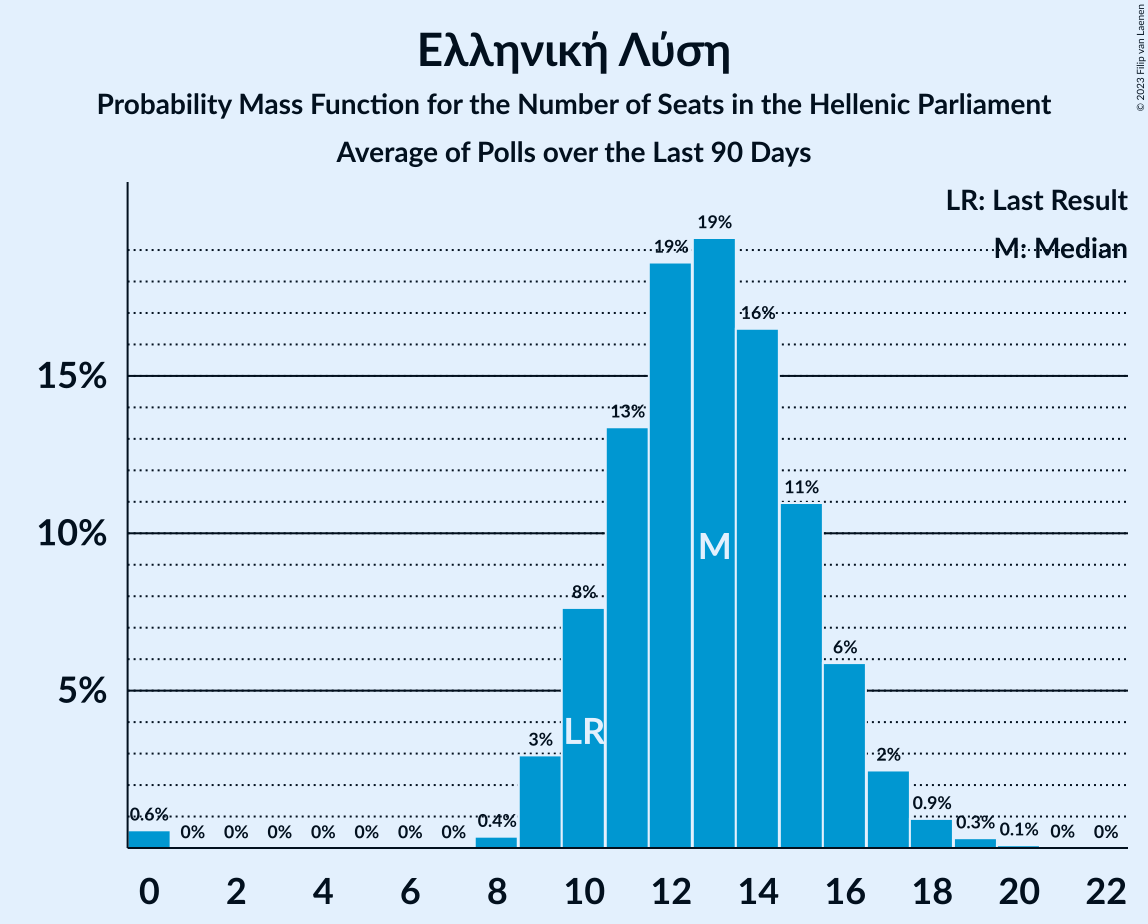 Ελληνική Λύση
Probability Mass Function for the Number of Seats in the Hellenic Parliament
Average of Polls over the Last 90 Days
© 2023 Filip van Laenen
LR: Last Result
M: Median
15%
10%
5%
0.6% 0% 0% 0% 0% 0% 0% 0% 0.4% 3% 8% 13% 19% 19% 16% 11% 6% 2% 0.9% 0.3% 0.1% 0% 0%
M
LR
0 2 4 6 8 10 12 14 16 18 20 22